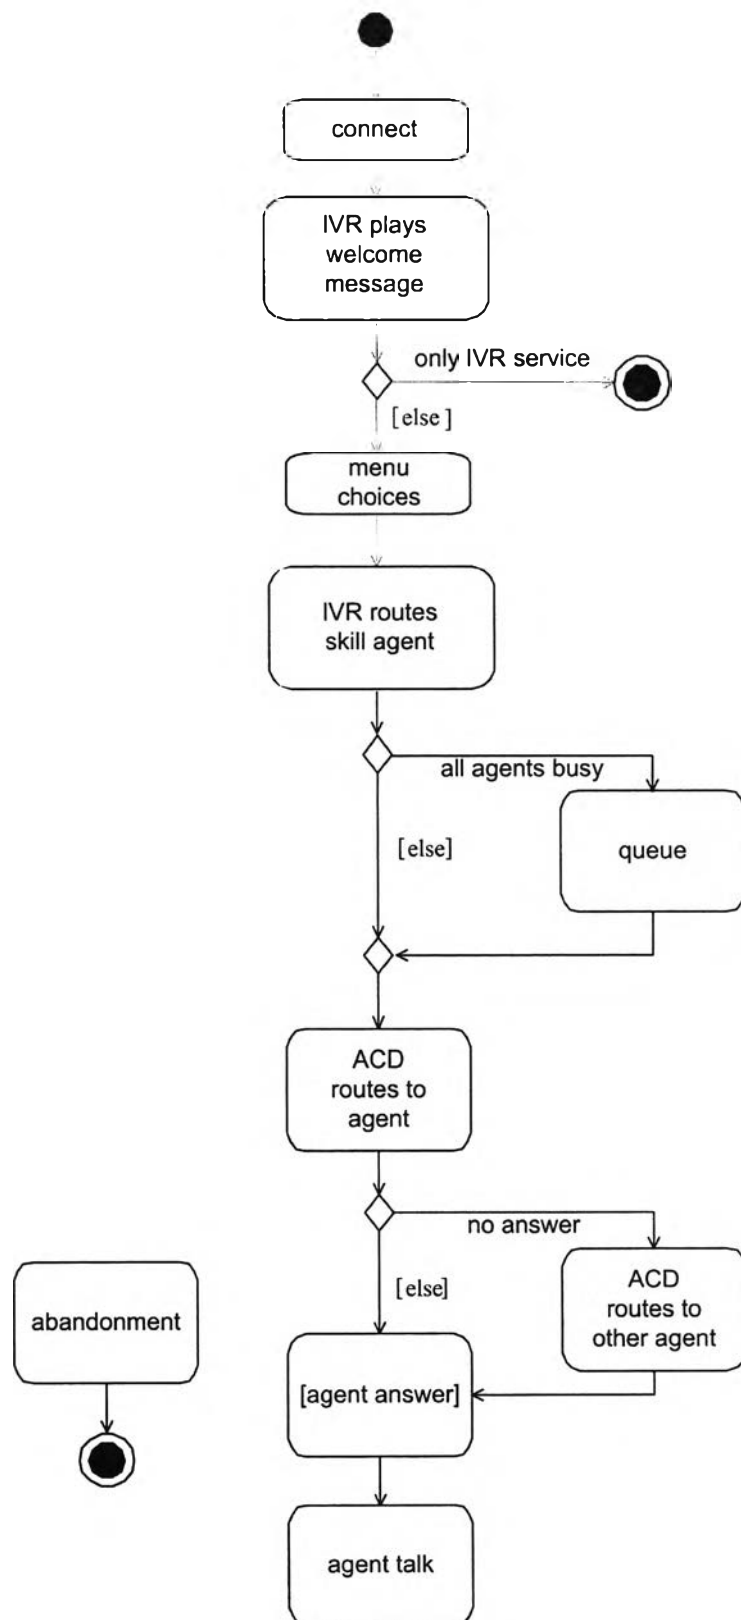 connect
IVR plays
welcome
message
only IVR service
[else]
menu
choices
IVR routes
skill agent
all agents busy
[else]
queue
ACD
routes to
agent
no answer
[else]
ACD
routes to
other agent
abandonment
[agent answer]
agent talk